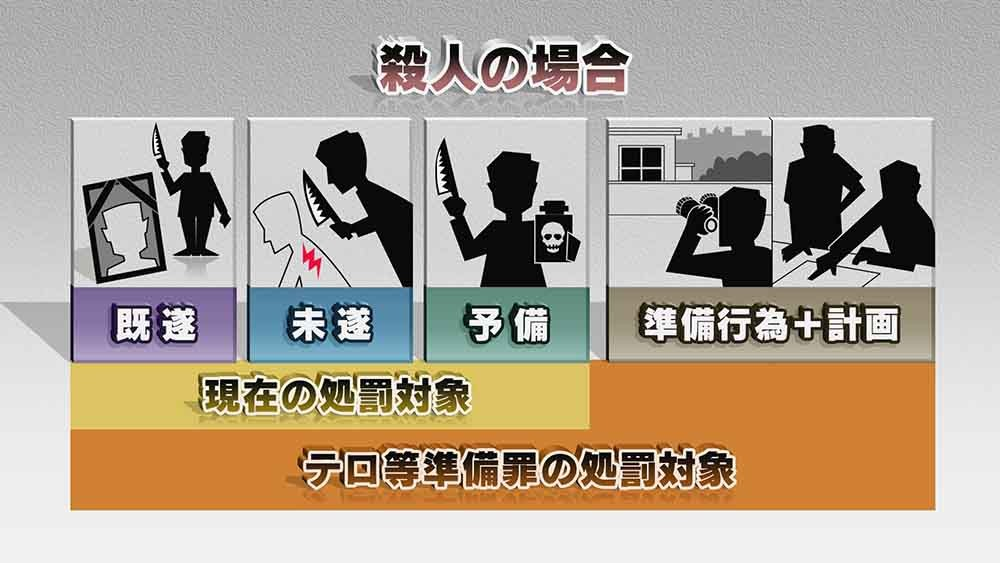 殺人の場合
既遂
未遂
予備
準備行為＋計画
現在の処罰対象
テロ等準備罪の処罰対象